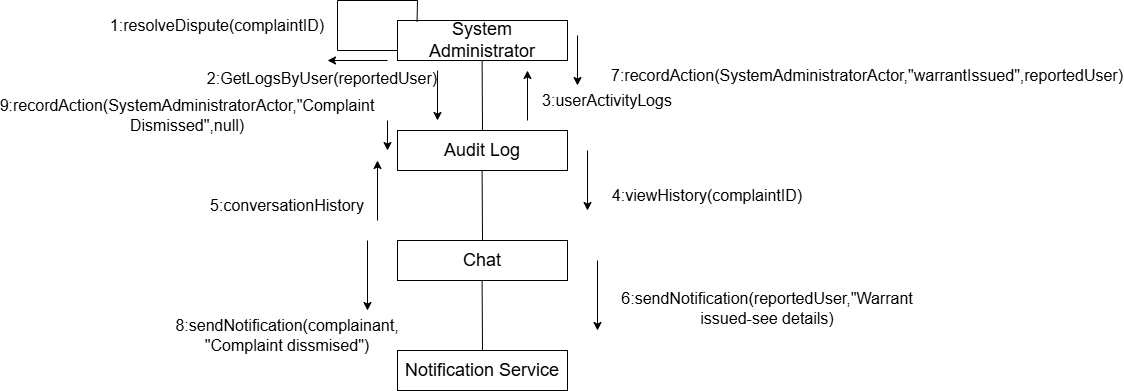 1:resolveDispute(complaintID)
System
Administrator
2:GetLogsByUser(reportedUser)
7:recordAction(SystemAdministratorActor,"warrantIssued",reportedUser)
9:recordAction(SystemAdministratorActor,"Complaint
Dismissed",null)
3:userActivityLogs
Audit Log
4:viewHistory(complaintID)
5:conversationHistory
Chat
6:sendNotification(reportedUser,"Warrant
issued-see details)
8:sendNotification(complainant,
"Complaint dissmised")
Notification Service